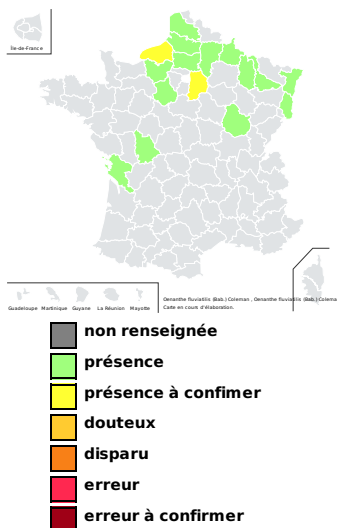 Île-de-France
Guadeloupe Martinique Guyane La Réunion Mayotte
Oenanthe fluviatilis (Bab.) Coleman , Oenanthe fluviatilis (Bab.) Colema
Carte en cours d'élaboration.
non renseignée
présence
présence à confimer
douteux
disparu
erreur
erreur à confirmer